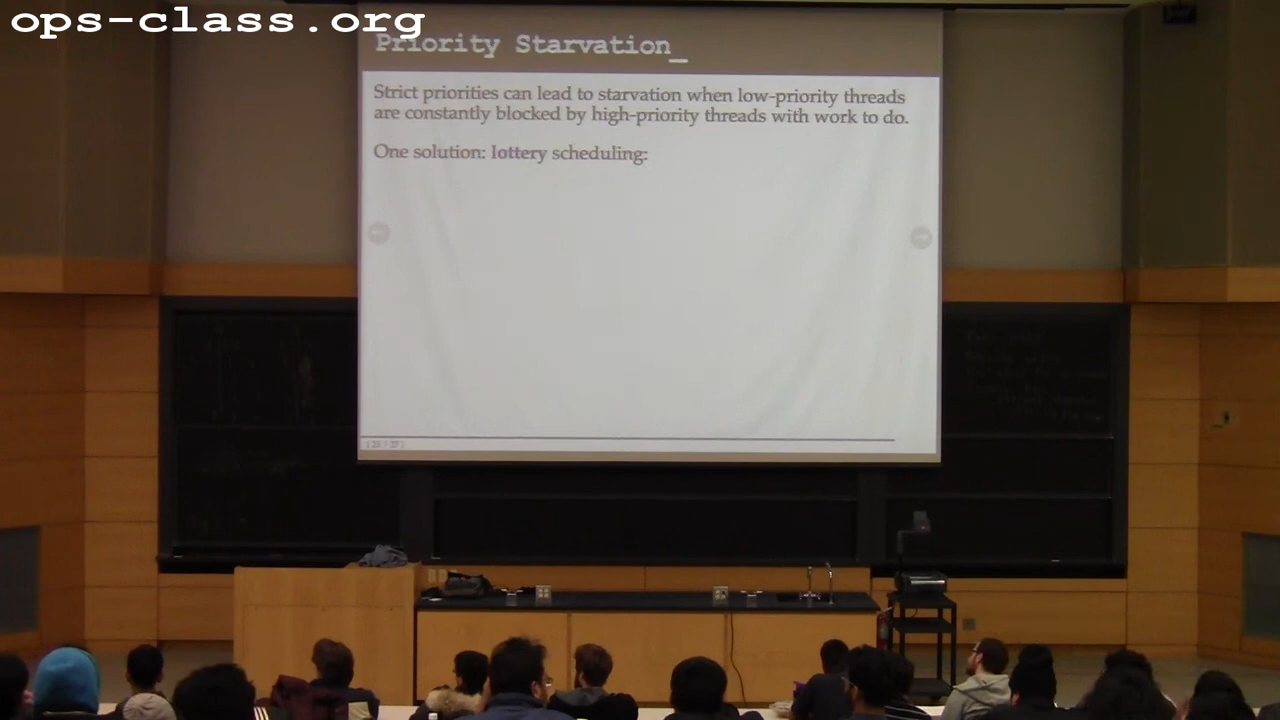 ops-class.org
Priority Starvation_
Strict priorities can lead to starvation when low-priority threads
are constantly blocked by high-priority threads with work to do.
One solution: lottery scheduling: